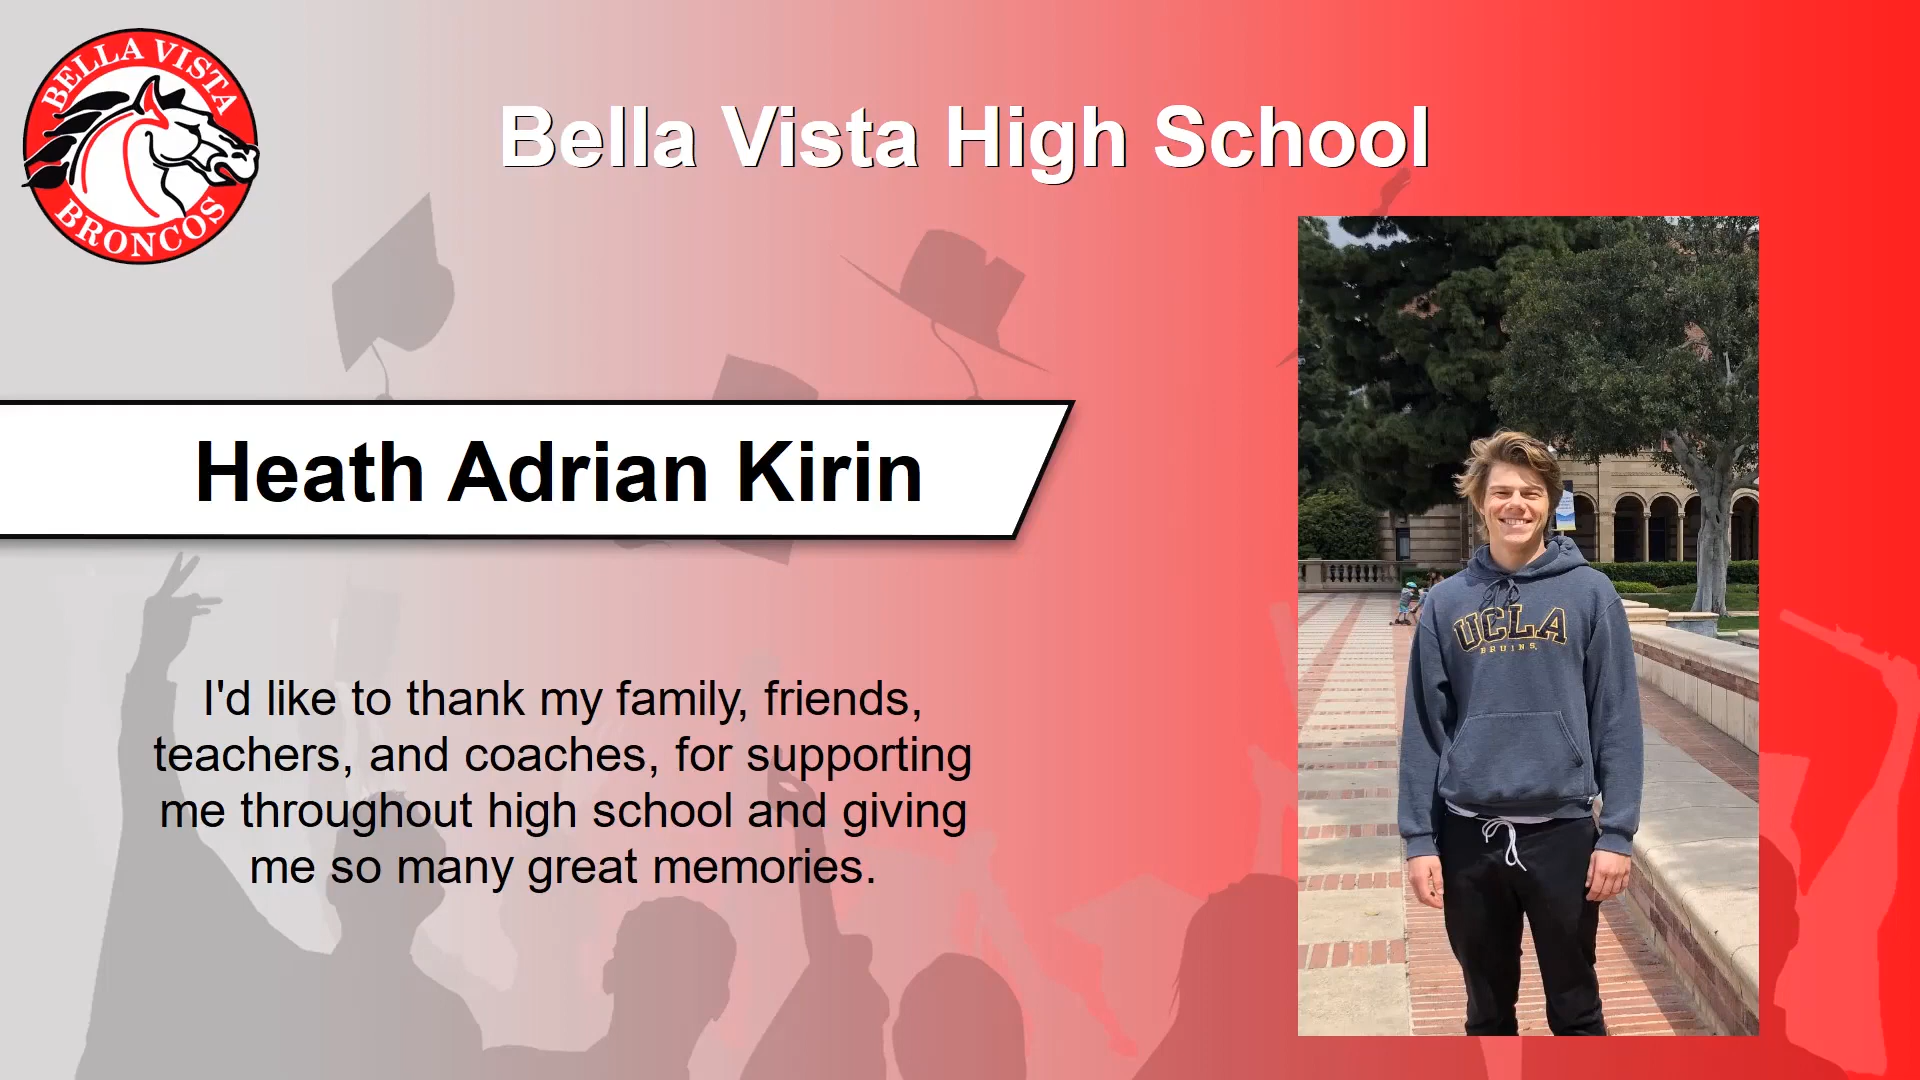 BELLA VISTA
BRONCOS
Bella Vista High School
Heath Adrian Kirin
I'd like to thank my family, friends,
teachers, and coaches, for supporting
me throughout high school and giving
me so many great memories.
UCLA
BRUINS